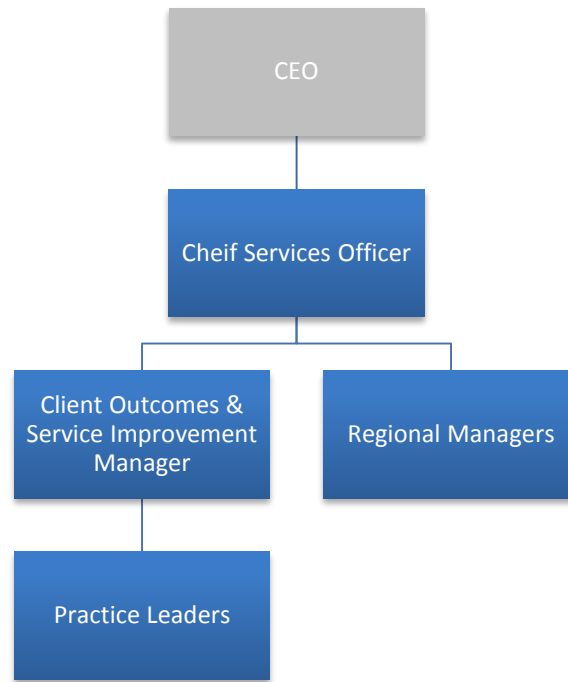 CEO
Cheif Services Officer
Client Outcomes &
Service Improvement
Manager
Regional Managers
Practice Leaders